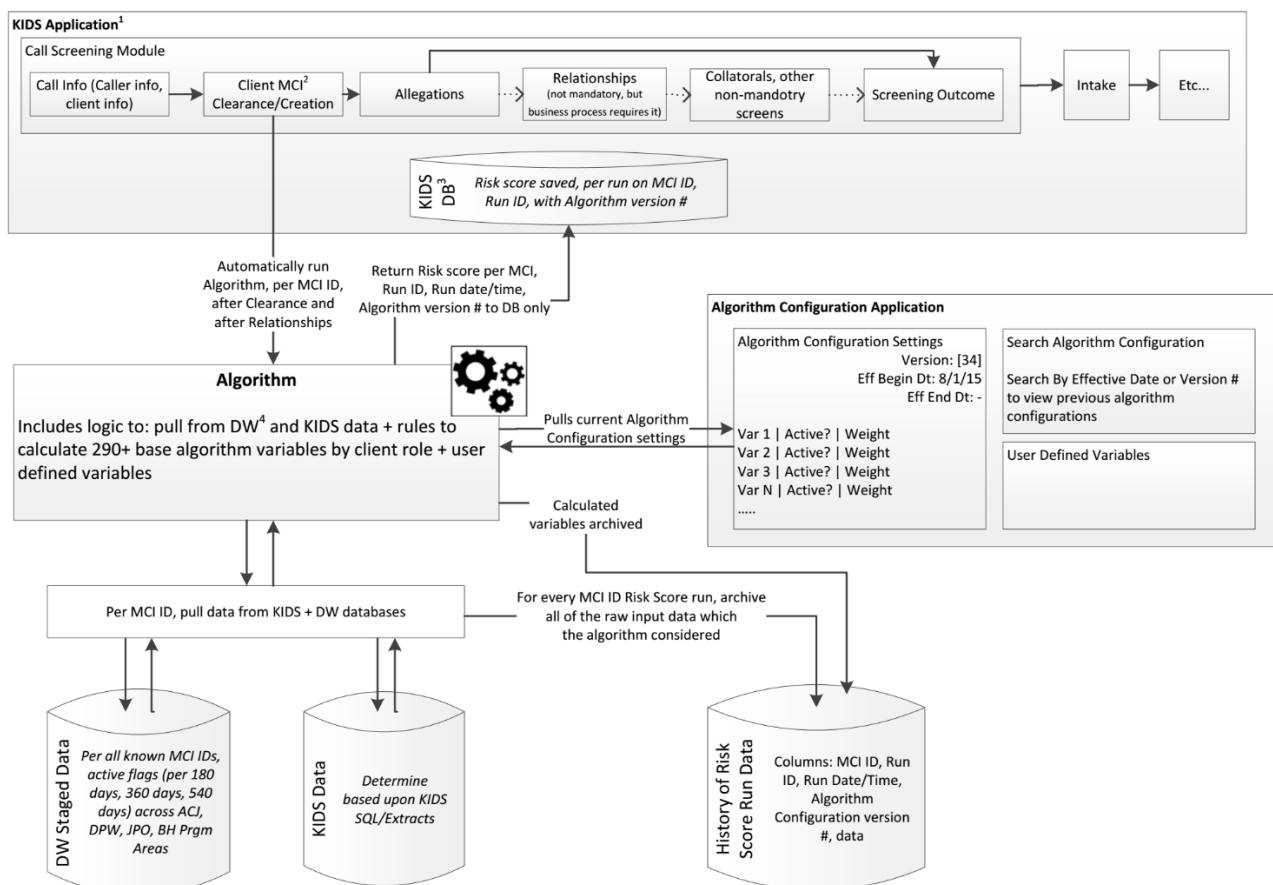 KIDS Application1
Call Screening Module
Call Info (Caller info,
client info)
Client MCI2
Clearance/Creation
Allegations
Relationships
(not mandatory, but
business process requires it)
Collatorals, other
non-mandotry
screens
Screening Outcome
Intake
Etc...
KIDS
DB3
Risk score saved, per run on MCI ID,
Run ID, with Algorithm version #
Automatically run
Algorithm, per MCI ID,
after Clearance and
after Relationships
Return Risk score per MCI,
Run ID, Run date/time,
Algorithm version # to DB only
Algorithm
Includes logic to: pull from DW4 and KIDS data + rules to
calculate 290+ base algorithm variables by client role + user
defined variables
Pulls current Algorithm
Configuration settings
Algorithm Configuration Application
Algorithm Configuration Settings
Version: [34]
Eff Begin Dt: 8/1/15
Eff End Dt: -
Var 1 | Active? | Weight
Var 2 | Active? | Weight
Var 3 | Active? | Weight
Var N | Active? | Weight
.....
Search Algorithm Configuration
Search By Effective Date or Version #
to view previous algorithm
configurations
User Defined Variables
Calculated
variables archived
Per MCI ID, pull data from KIDS + DW databases
For every MCI ID Risk Score run, archive
all of the raw input data which
the algorithm considered
DW Staged Data
Per all known MCI IDs,
active flags (per 180
days, 360 days, 540
days) across ACJ,
DPW, JPO, BH Prgm
Areas
KIDS Data
Determine
based upon KIDS
SQL/Extracts
History of Risk
Score Run Data
Columns: MCI ID, Run
ID, Run Date/Time,
Algorithm
Configuration version
#, data